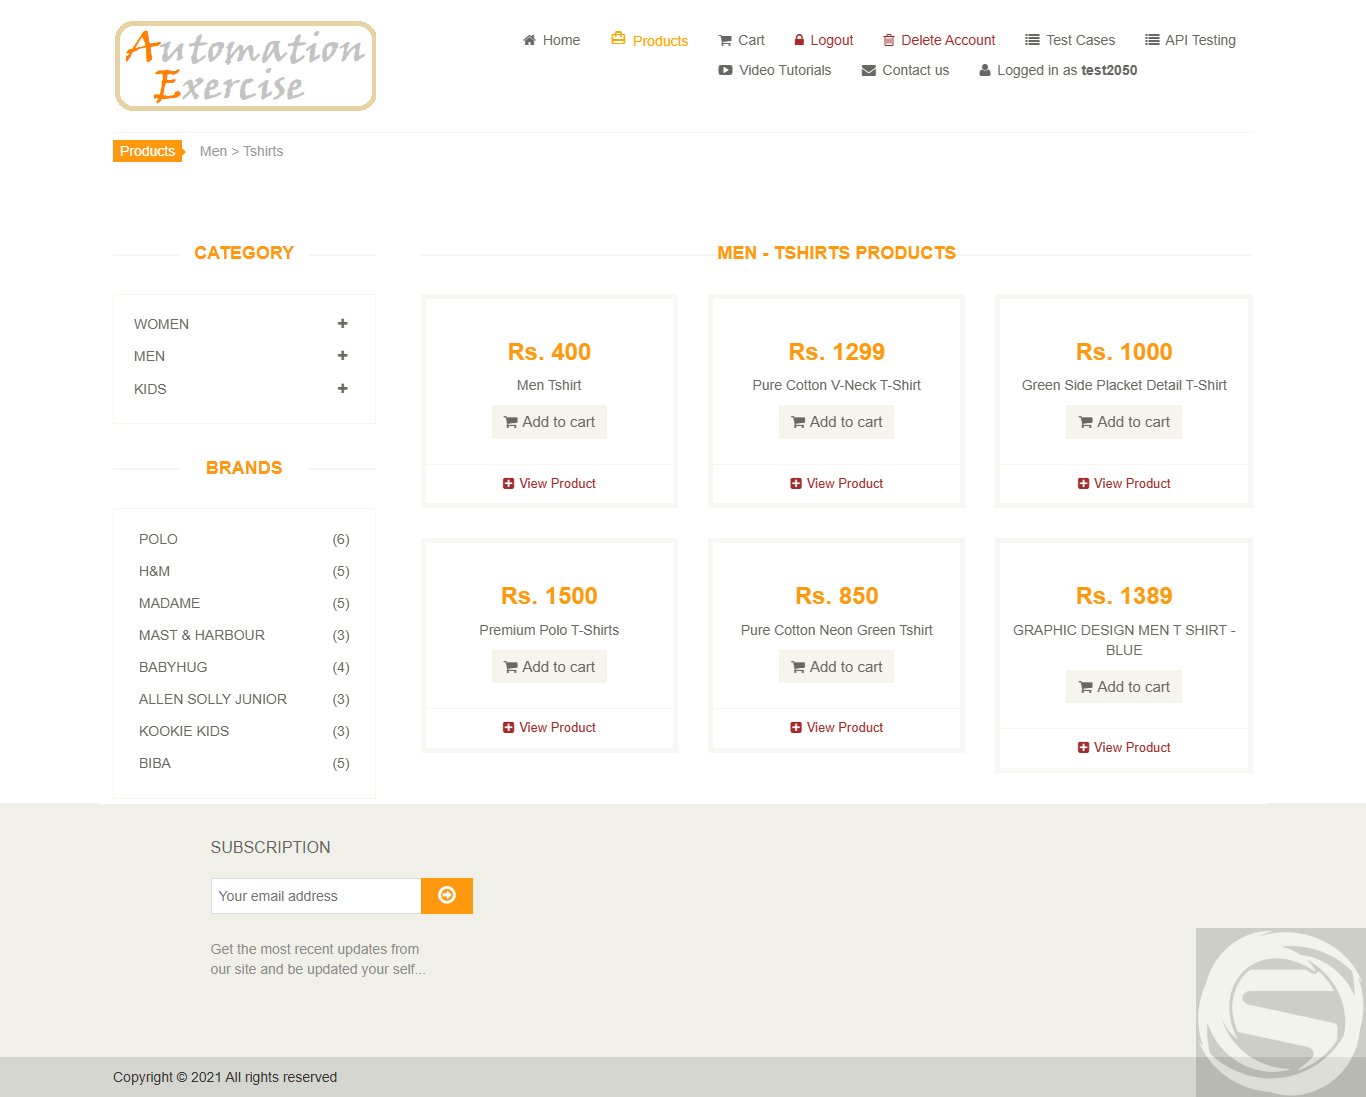 Automation
Exercise
Home
Products
Cart
Logout
Delete Account
Test Cases
API Testing
Video Tutorials
Contact us
Logged in as test2050
Products
Men > Tshirts
CATEGORY
WOMEN
MEN
KIDS
BRANDS
POLO (6)
H&M (5)
MADAME (5)
MAST & HARBOUR (3)
BABYHUG (4)
ALLEN SOLLY JUNIOR (3)
KOOKIE KIDS (3)
BIBA (5)
MEN - TSHIRTS PRODUCTS
Rs. 400
Men Tshirt
Add to cart
View Product
Rs. 1299
Pure Cotton V-Neck T-Shirt
Add to cart
View Product
Rs. 1000
Green Side Placket Detail T-Shirt
Add to cart
View Product
Rs. 1500
Premium Polo T-Shirts
Add to cart
View Product
Rs. 850
Pure Cotton Neon Green Tshirt
Add to cart
View Product
Rs. 1389
GRAPHIC DESIGN MEN T SHIRT -
BLUE
Add to cart
View Product
SUBSCRIPTION
Your email address
Get the most recent updates from
our site and be updated your self...
Copyright © 2021 All rights reserved